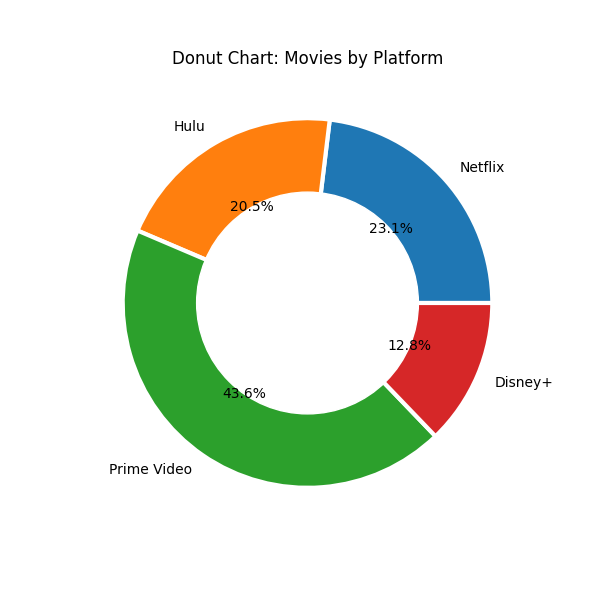 Donut Chart: Movies by Platform
Hulu
Netflix
20.5%
23.1%
12.8%
Disney+
43.6%
Prime Video